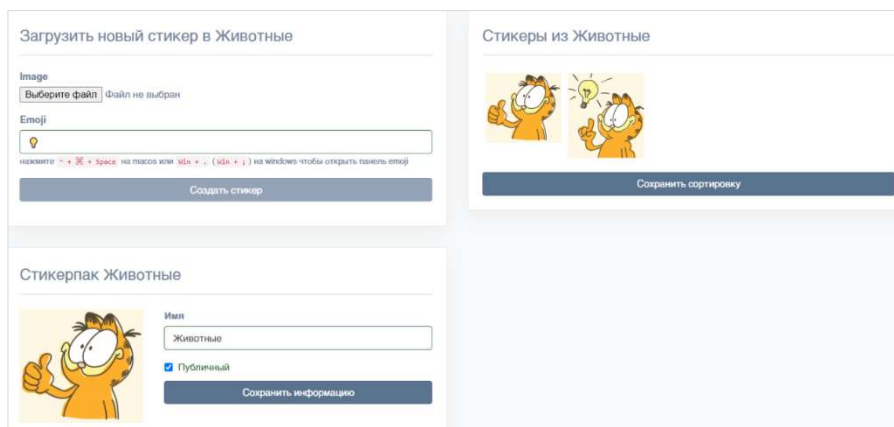 Загрузить новый стикер в Животные
Image
Выберите файл Файл не выбран
Emoji
💡
нажмите ^ + ⌘ + Space на macos или Win + . ( Win + ; ) на windows чтобы открыть панель emoji
Создать стикер
Стикеры из Животные
Сохранить сортировку
Стикерпак Животные
Имя
Животные
Публичный
Сохранить информацию